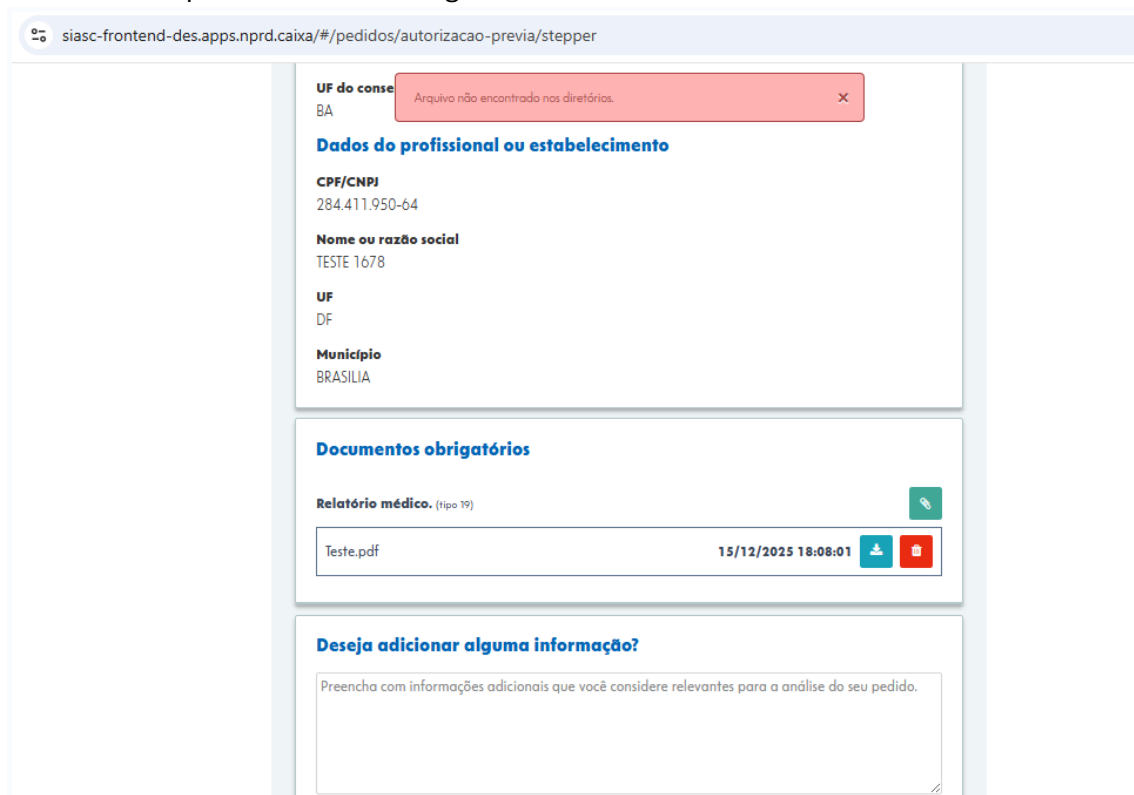 siasc-frontend-des.apps.nprd.caixa/#/pedidos/autorizacao-previa/stepper
UF do conse
Arquivo não encontrado nos diretórios.
BA
Dados do profissional ou estabelecimento
CPF/CNPJ
284.411.950-64
Nome ou razão social
TESTE 1678
UF
DF
Município
BRASILIA
Documentos obrigatórios
Relatório médico. (tipo 19)
Teste.pdf 15/12/2025 18:08:01
Deseja adicionar alguma informação?
Preencha com informações adicionais que você considere relevantes para a análise do seu pedido.